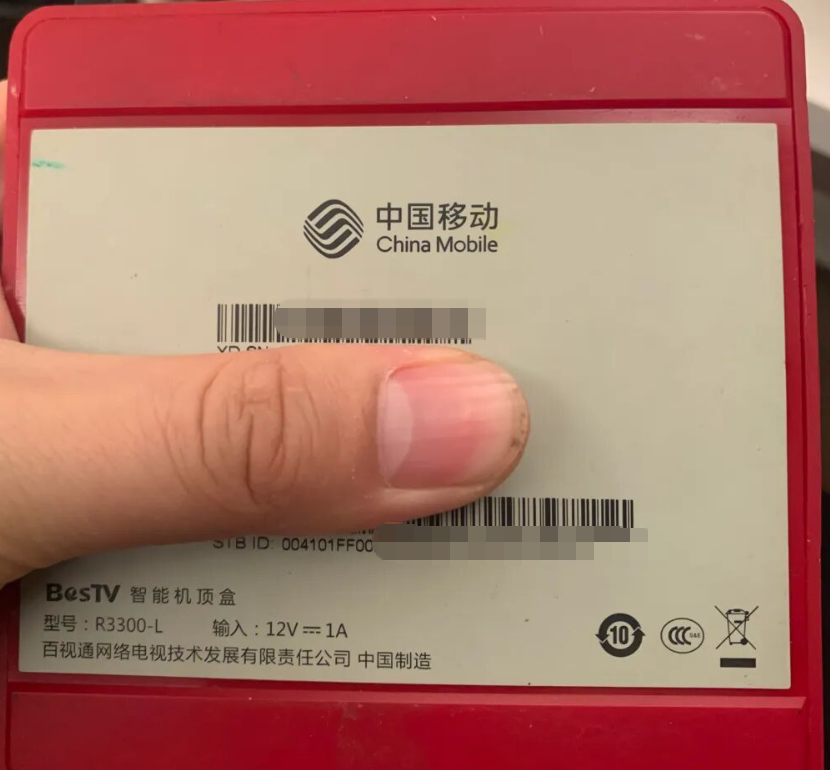 中国移动
China Mobile
STB ID: 004101FF00
BesTV 智能机顶盒
型号：R3300-L 输入：12V⎓1A
百视通网络电视技术发展有限责任公司 中国制造
10
CCC S&E